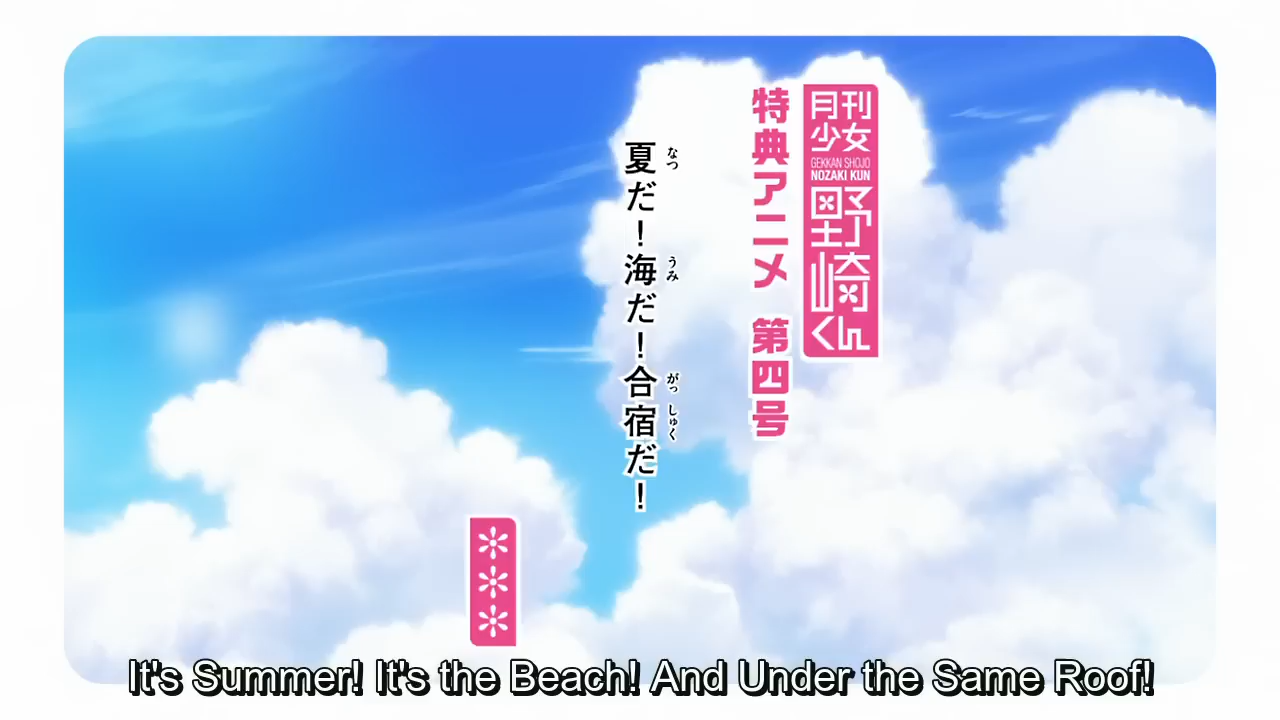 月刊
少女
GEKKAN SHOJO
NOZAKI KUN
野
崎
くん
特典アニメ 第四号
夏だ!海だ!合宿だ!
なつ
うみ
がっしゅく
***
It's Summer! It's the Beach! And Under the Same Roof!